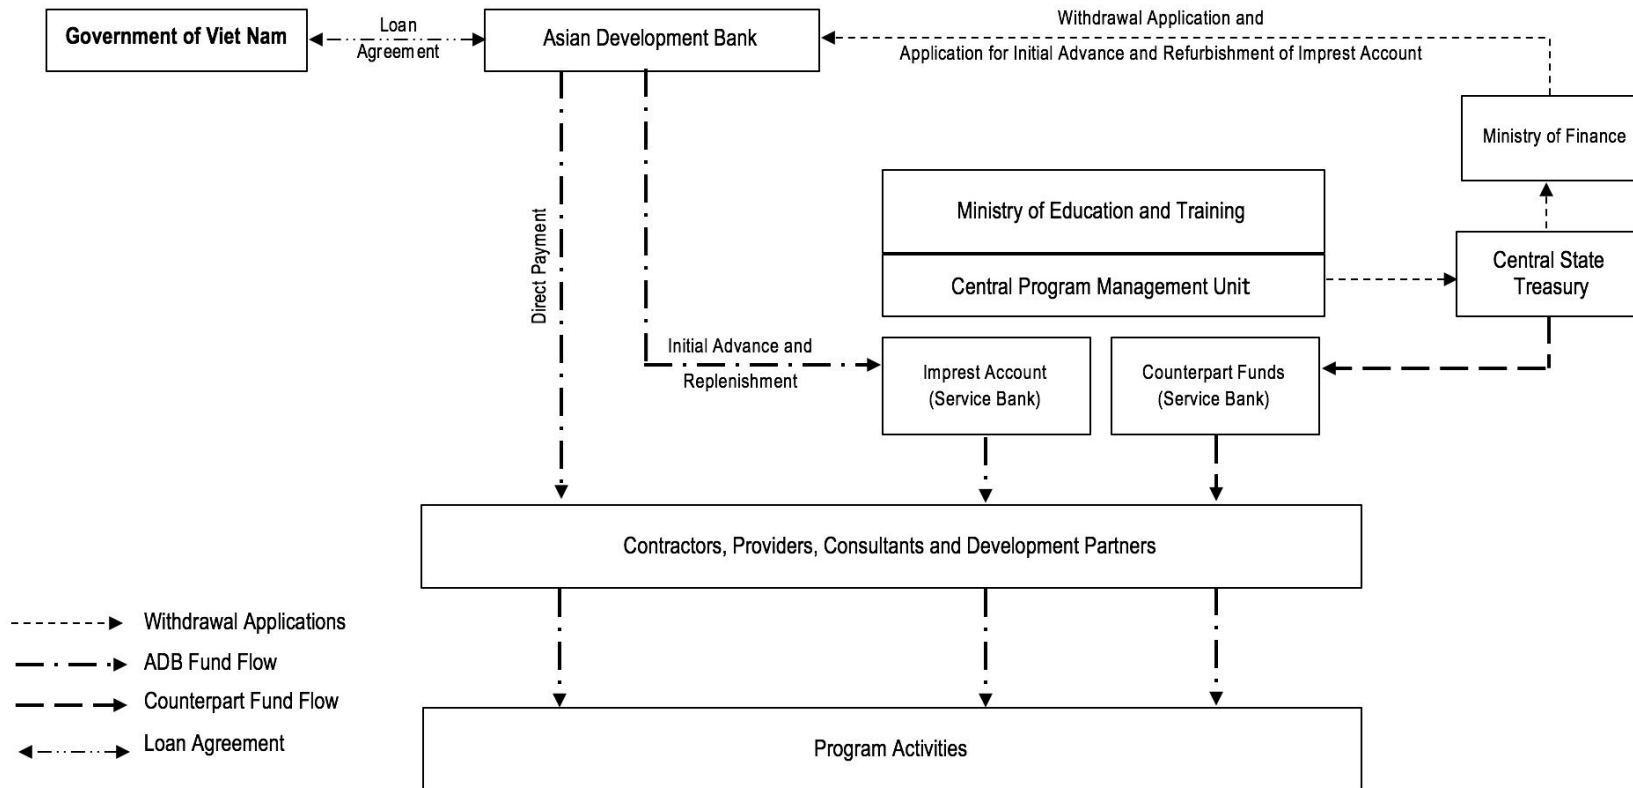 Government of Viet Nam
Loan
Agreement
Asian Development Bank
Withdrawal Application and
Application for Initial Advance and Refurbishment of Imprest Account
Ministry of Finance
Ministry of Education and Training
Central Program Management Unit
Central State
Treasury
Direct Payment
Initial Advance and
Replenishment
Imprest Account
(Service Bank)
Counterpart Funds
(Service Bank)
Contractors, Providers, Consultants and Development Partners
Withdrawal Applications
ADB Fund Flow
Counterpart Fund Flow
Loan Agreement
Program Activities